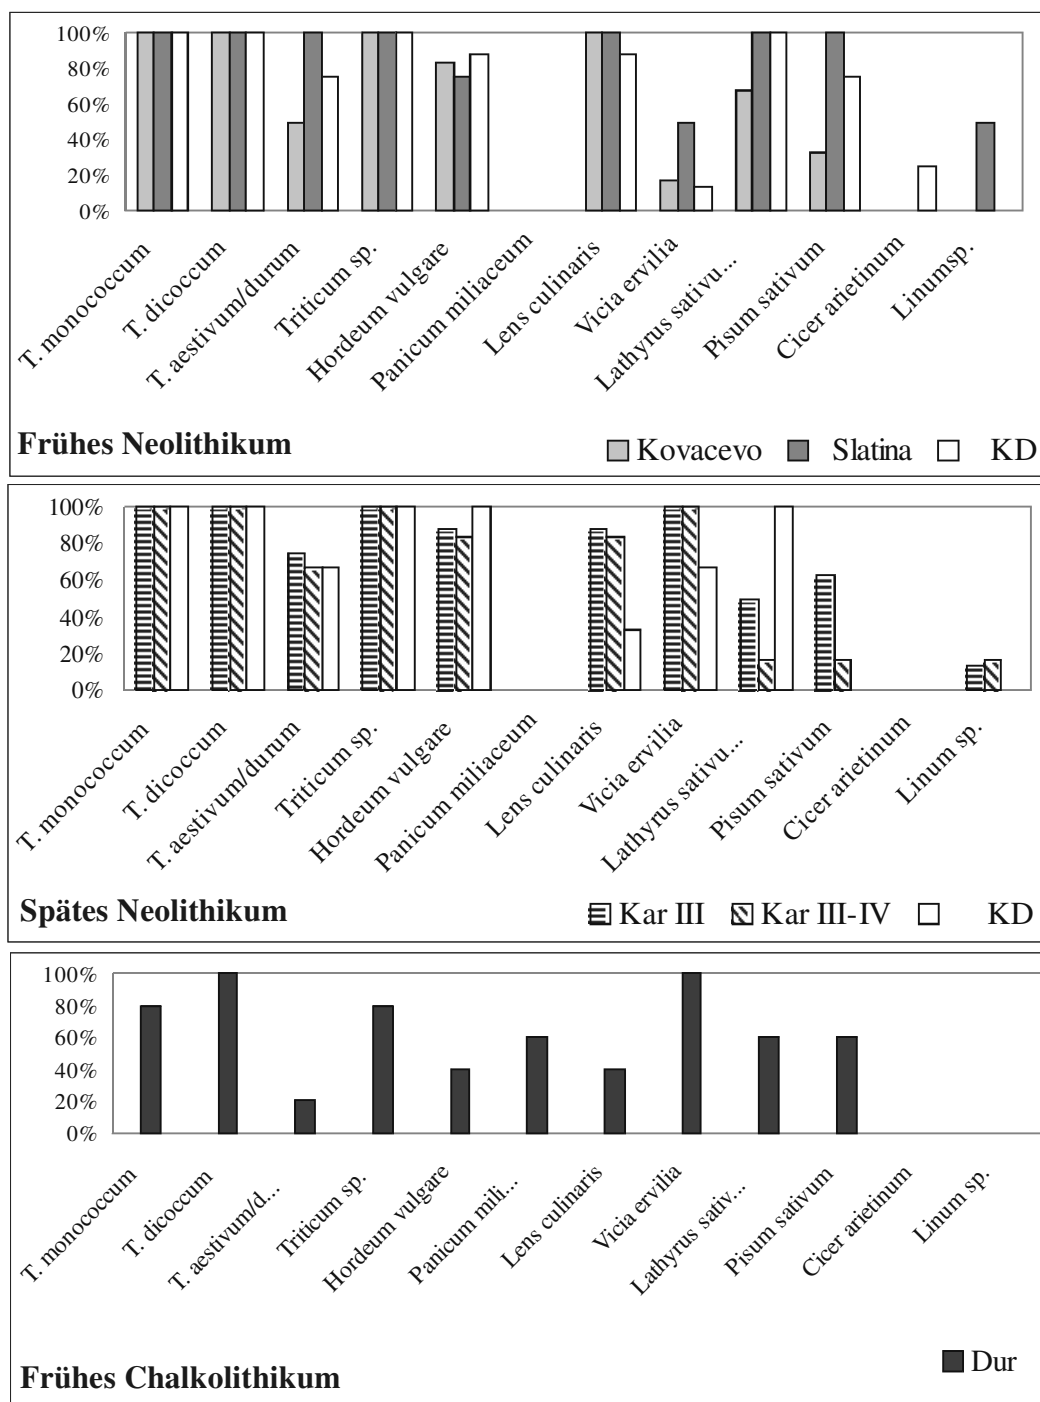 100%
80%
60%
40%
20%
0%
T. monococcum
T. dicoccum
T. aestivum/durum
Triticum sp.
Hordeum vulgare
Panicum miliaceum
Lens culinaris
Vicia ervilia
Lathyrus sativu...
Pisum sativum
Cicer arietinum
Linumsp.
Frühes Neolithikum
Kovacevo Slatina KD
100%
80%
60%
40%
20%
0%
T. monococcum
T. dicoccum
T. aestivum/durum
Triticum sp.
Hordeum vulgare
Panicum miliaceum
Lens culinaris
Vicia ervilia
Lathyrus sativu...
Pisum sativum
Cicer arietinum
Linum sp.
Spätes Neolithikum
Kar III Kar III-IV KD
100%
80%
60%
40%
20%
0%
T. monococcum
T. dicoccum
T. aestivum/d...
Triticum sp.
Hordeum vulgare
Panicum mili...
Lens culinaris
Vicia ervilia
Lathyrus sativ...
Pisum sativum
Cicer arietinum
Linum sp.
Dur
Frühes Chalkolithikum